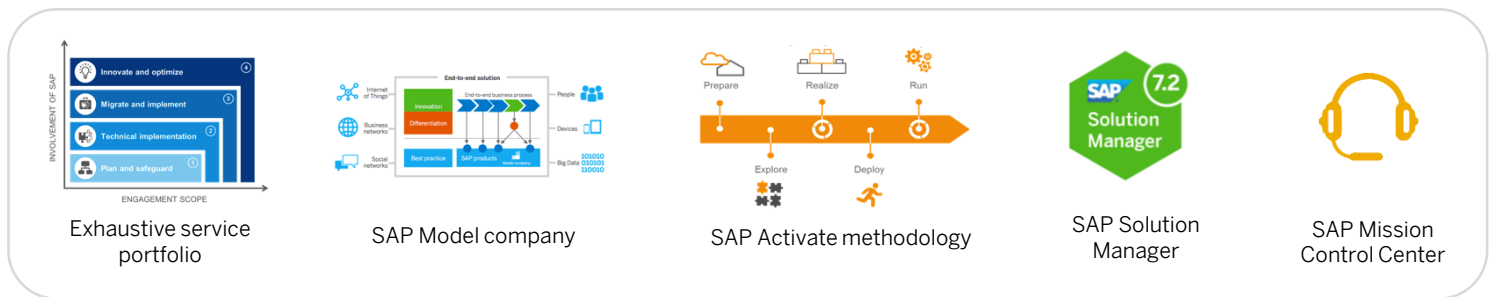 INVOLVEMENT OF SAP
Innovate and optimize
4
Migrate and implement
3
Technical implementation
2
Plan and safeguard
1
ENGAGEMENT SCOPE
Exhaustive service
portfolio
End-to-end solution
Internet
of Things
Business
networks
Social
networks
Innovation
Differentiation
Best practice
End-to-end business process
SAP products
Model company
People
Devices
Big Data
101010
010101
110010
SAP Model company
Prepare
Realize
Run
Explore
Deploy
SAP Activate methodology
SAP
7.2
Solution
Manager
SAP Solution
Manager
SAP Mission
Control Center